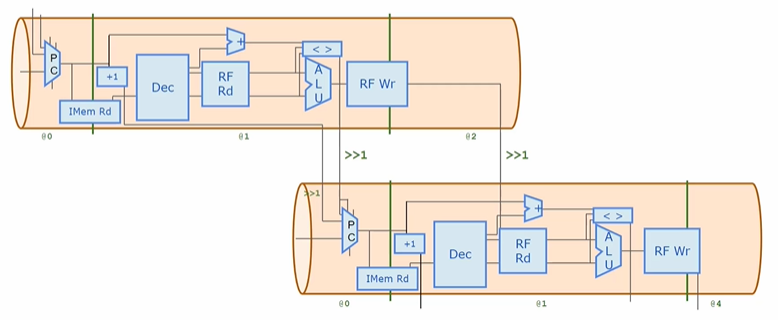 P
C
+1
IMem Rd
Dec
RF
Rd
+
< >
A
L
U
RF Wr
@0
@1
@2
>>1
>>1
>>1
P
C
+1
IMem Rd
Dec
RF
Rd
+
< >
A
L
U
RF Wr
@0
@1
@4